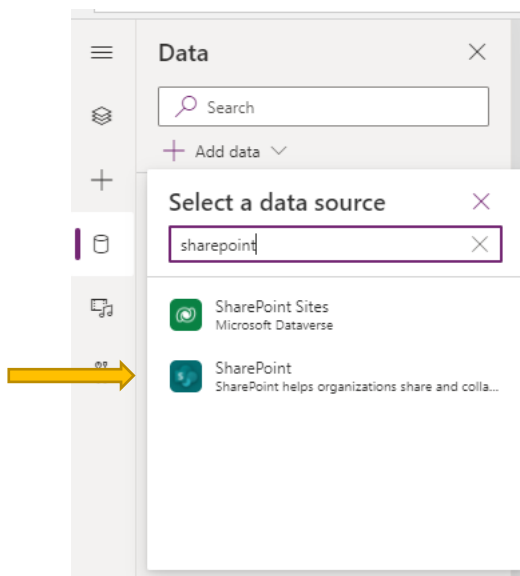 Data
Search
Add data
Select a data source
sharepoint
SharePoint Sites
Microsoft Dataverse
SharePoint
SharePoint helps organizations share and colla...